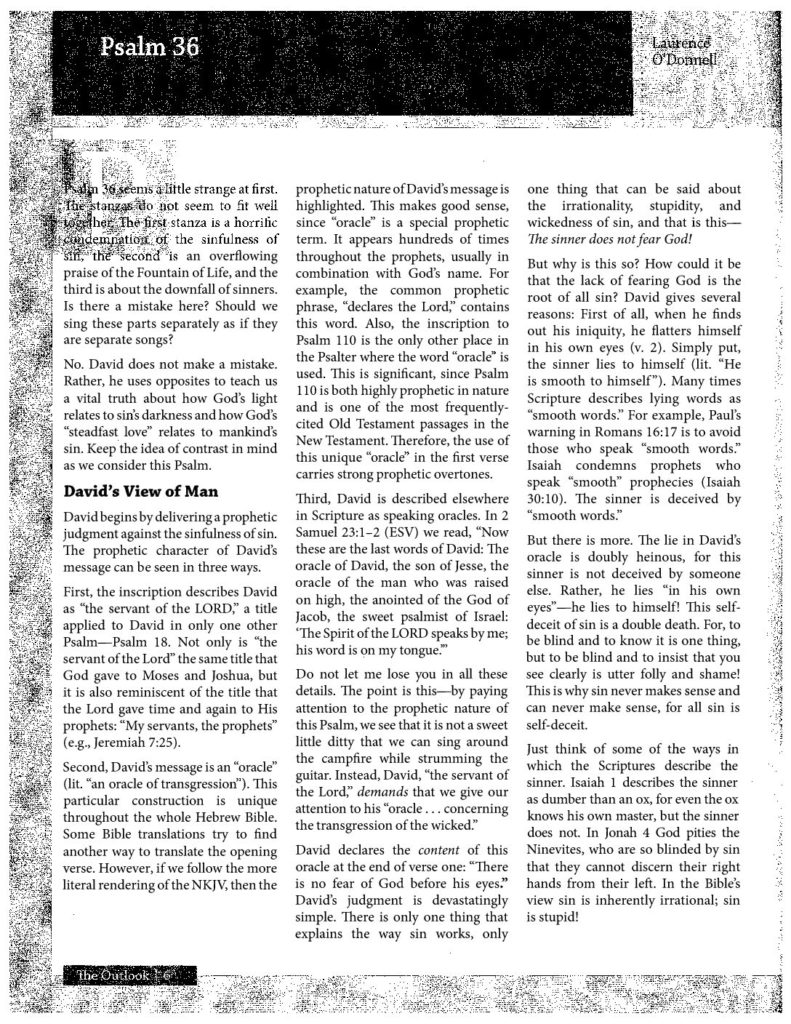 Psalm 36
Laurence
O'Donnell
Psalm 36 seems a little strange at first.
The stanzas do not seem to fit well
together. The first stanza is a horrific
condemnation of the sinfulness of
sin, the second is an overflowing
praise of the Fountain of Life, and the
third is about the downfall of sinners.
Is there a mistake here? Should we
sing these parts separately as if they
are separate songs?
No. David does not make a mistake.
Rather, he uses opposites to teach us
a vital truth about how God's light
relates to sin's darkness and how God's
“steadfast love” relates to mankind's
sin. Keep the idea of contrast in mind
as we consider this Psalm.
David's View of Man
David begins by delivering a prophetic
judgment against the sinfulness of sin.
The prophetic character of David's
message can be seen in three ways.
First, the inscription describes David
as “the servant of the LORD,” a title
applied to David in only one other
Psalm—Psalm 18. Not only is “the
servant of the Lord” the same title that
God gave to Moses and Joshua, but
it is also reminiscent of the title that
the Lord gave time and again to His
prophets: “My servants, the prophets”
(e.g., Jeremiah 7:25).
Second, David's message is an “oracle”
(lit. “an oracle of transgression”). This
particular construction is unique
throughout the whole Hebrew Bible.
Some Bible translations try to find
another way to translate the opening
verse. However, if we follow the more
literal rendering of the NKJV, then the
prophetic nature of David's message is
highlighted. This makes good sense,
since “oracle” is a special prophetic
term. It appears hundreds of times
throughout the prophets, usually in
combination with God's name. For
example, the common prophetic
phrase, “declares the Lord,” contains
this word. Also, the inscription to
Psalm 110 is the only other place in
the Psalter where the word “oracle” is
used. This is significant, since Psalm
110 is both highly prophetic in nature
and is one of the most frequently-
cited Old Testament passages in the
New Testament. Therefore, the use of
this unique “oracle” in the first verse
carries strong prophetic overtones.
Third, David is described elsewhere
in Scripture as speaking oracles. In 2
Samuel 23:1–2 (ESV) we read, “Now
these are the last words of David: The
oracle of David, the son of Jesse, the
oracle of the man who was raised
on high, the anointed of the God of
Jacob, the sweet psalmist of Israel:
‘The Spirit of the LORD speaks by me;
his word is on my tongue.’”
Do not let me lose you in all these
details. The point is this—by paying
attention to the prophetic nature of
this Psalm, we see that it is not a sweet
little ditty that we can sing around
the campfire while strumming the
guitar. Instead, David, “the servant of
the Lord,” demands that we give our
attention to his “oracle . . . concerning
the transgression of the wicked.”
David declares the content of this
oracle at the end of verse one: “There
is no fear of God before his eyes.”
David's judgment is devastatingly
simple. There is only one thing that
explains the way sin works, only
one thing that can be said about
the irrationality, stupidity, and
wickedness of sin, and that is this—
The sinner does not fear God!
But why is this so? How could it be
that the lack of fearing God is the
root of all sin? David gives several
reasons: First of all, when he finds
out his iniquity, he flatters himself
in his own eyes (v. 2). Simply put,
the sinner lies to himself (lit. “He
is smooth to himself”). Many times
Scripture describes lying words as
“smooth words.” For example, Paul's
warning in Romans 16:17 is to avoid
those who speak “smooth words.”
Isaiah condemns prophets who
speak “smooth” prophecies (Isaiah
30:10). The sinner is deceived by
“smooth words.”
But there is more. The lie in David's
oracle is doubly heinous, for this
sinner is not deceived by someone
else. Rather, he lies “in his own
eyes”—he lies to himself! This self-
deceit of sin is a double death. For, to
be blind and to know it is one thing,
but to be blind and to insist that you
see clearly is utter folly and shame!
This is why sin never makes sense and
can never make sense, for all sin is
self-deceit.
Just think of some of the ways in
which the Scriptures describe the
sinner. Isaiah 1 describes the sinner
as dumber than an ox, for even the ox
knows his own master, but the sinner
does not. In Jonah 4 God pities the
Ninevites, who are so blinded by sin
that they cannot discern their right
hands from their left. In the Bible's
view sin is inherently irrational; sin
is stupid!
The Outlook | 6